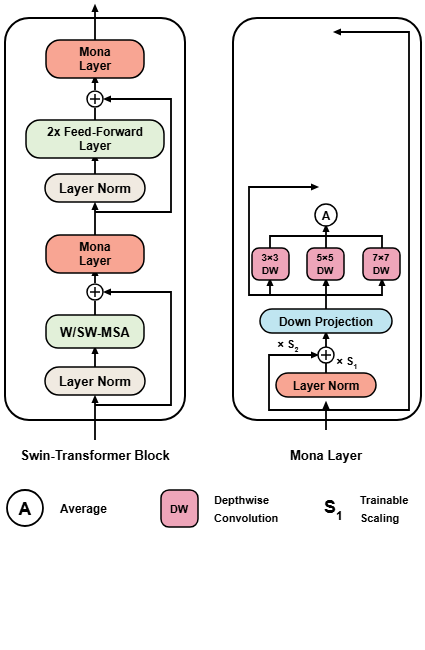 Mona
Layer
2x Feed-Forward
Layer
Layer Norm
Mona
Layer
W/SW-MSA
Layer Norm
Swin-Transformer Block
A
3×3
DW
5×5
DW
7×7
DW
Down Projection
× S2
× S1
Layer Norm
Mona Layer
A
Average
DW
Depthwise
Convolution
S1
Trainable
Scaling